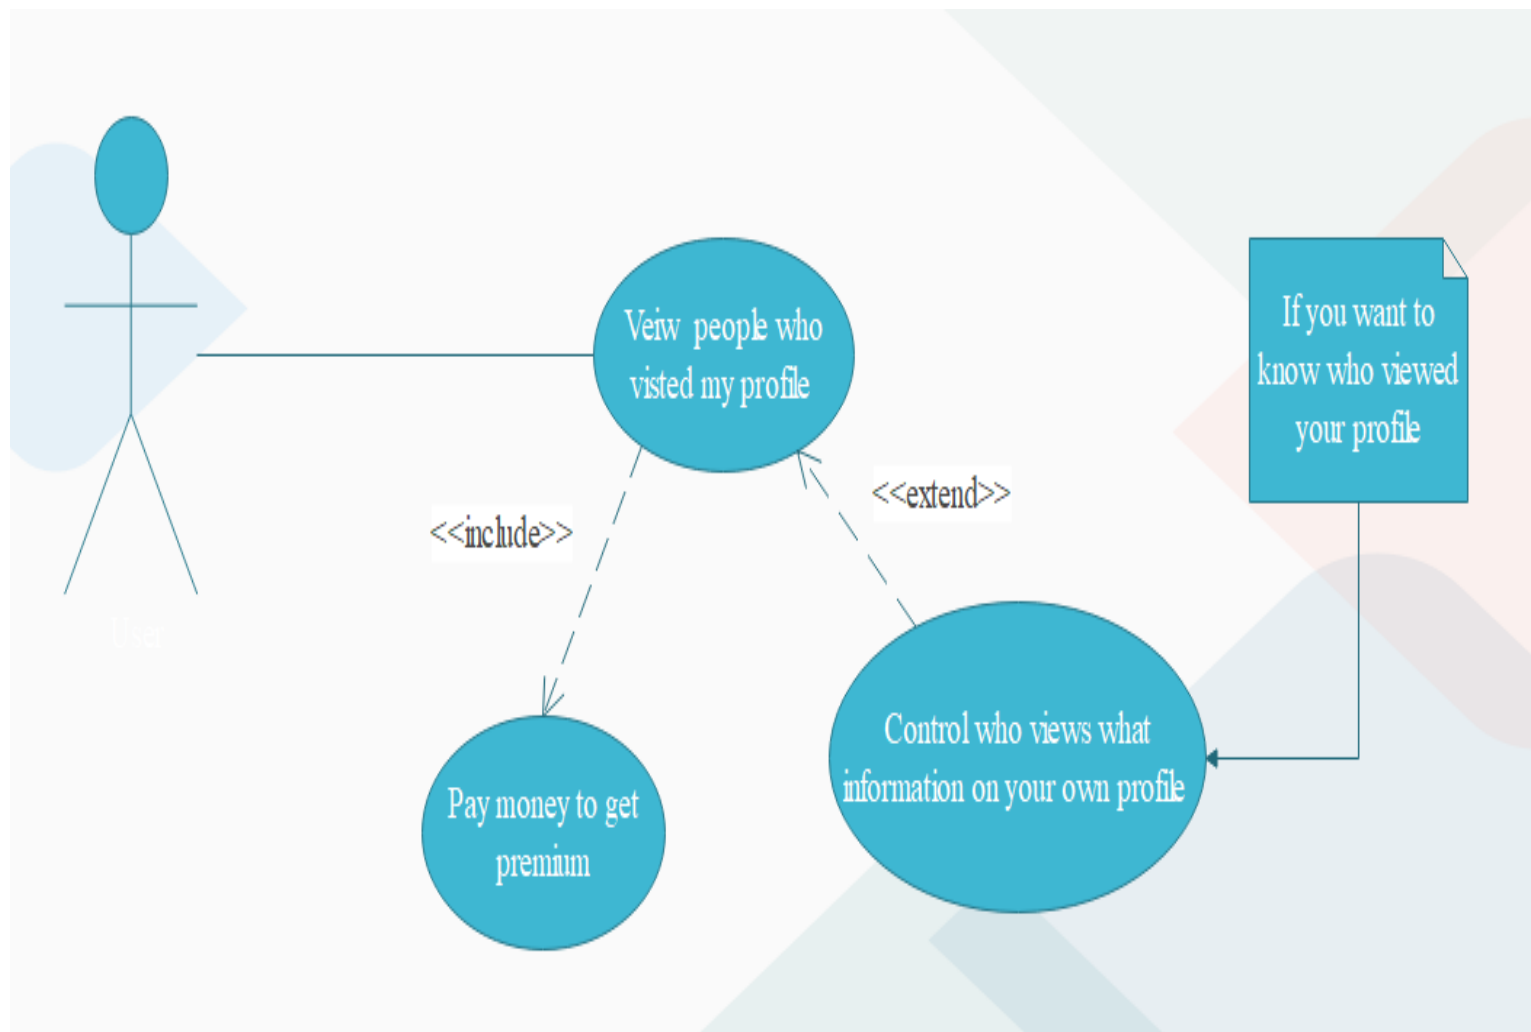 Veiw people who
visted my profile
If you want to
know who viewed
your profile
<<include>>
<<extend>>
User
Pay money to get
premium
Control who views what
information on your own profile